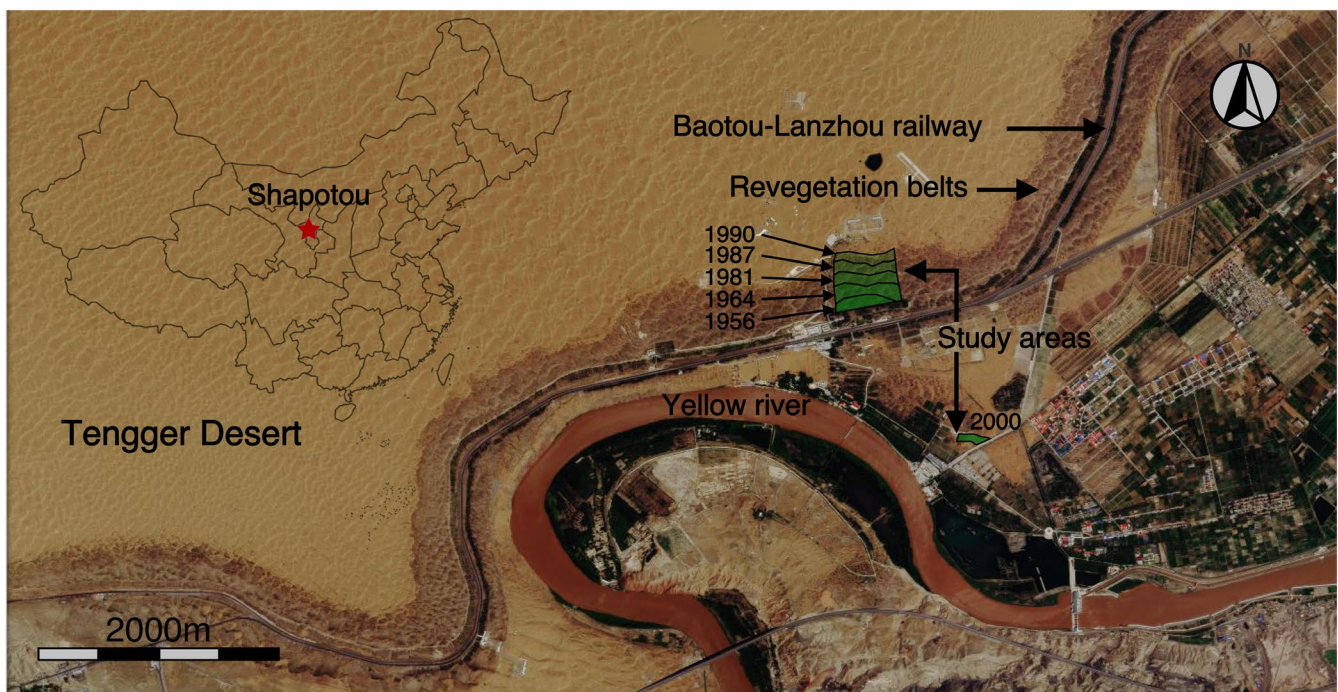 N
Baotou-Lanzhou railway
Revegetation belts
Shapotou
1990
1987
1981
1964
1956
Study areas
Yellow river
2000
Tengger Desert
2000m